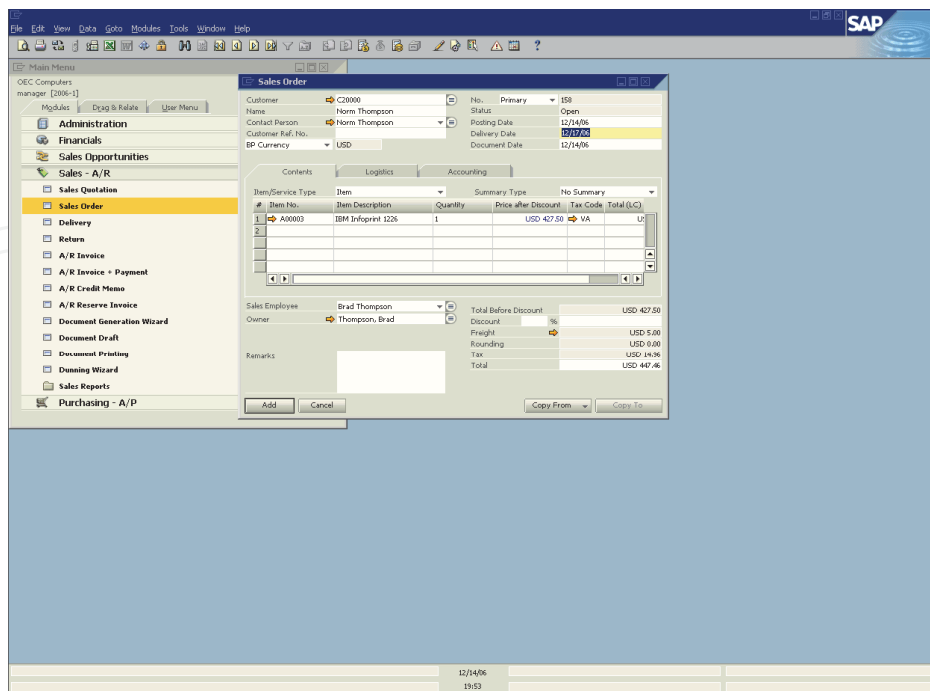 File Edit View Data Goto Modules Tools Window Help
SAP
Main Menu
OEC Computers
manager [2006-1]
Modules Drag & Relate User Menu
Administration
Financials
Sales Opportunities
Sales - A/R
Sales Quotation
Sales Order
Delivery
Return
A/R Invoice
A/R Invoice + Payment
A/R Credit Memo
A/R Reserve Invoice
Document Generation Wizard
Document Draft
Document Printing
Dunning Wizard
Sales Reports
Purchasing - A/P
Sales Order
Customer C20000 No. Primary 158
Name Norm Thompson Status Open
Contact Person Norm Thompson Posting Date 12/14/06
Customer Ref. No. Delivery Date 12/17/06
BP Currency USD Document Date 12/14/06
Contents Logistics Accounting
Item/Service Type Item Summary Type No Summary
# Item No. Item Description Quantity Price after Discount Tax Code Total (LC)
1 A00003 IBM Infoprint 1226 1 USD 427.50 VA US
2
Sales Employee Brad Thompson Total Before Discount USD 427.50
Owner Thompson, Brad Discount %
Freight USD 5.00
Rounding USD 0.00
Remarks Tax USD 14.96
Total USD 447.46
Add Cancel Copy From Copy To
12/14/06
19:53